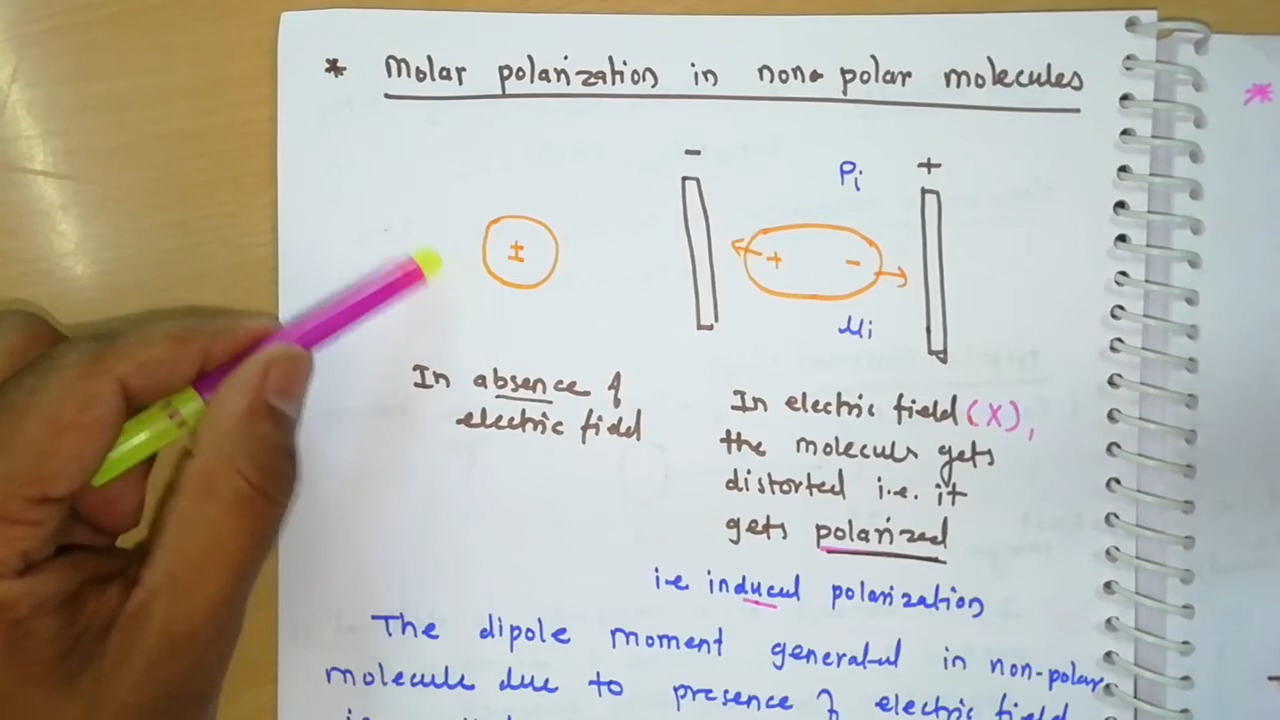 * Molar polarization in non-polar molecules
- Pi +
±
+ -
μi
In absence of
electric field
In electric field (X),
the molecule gets
distorted i.e. it
gets polarized
i.e induced polarization
The dipole moment generated in non-polar
molecule due to presence of electric field
*